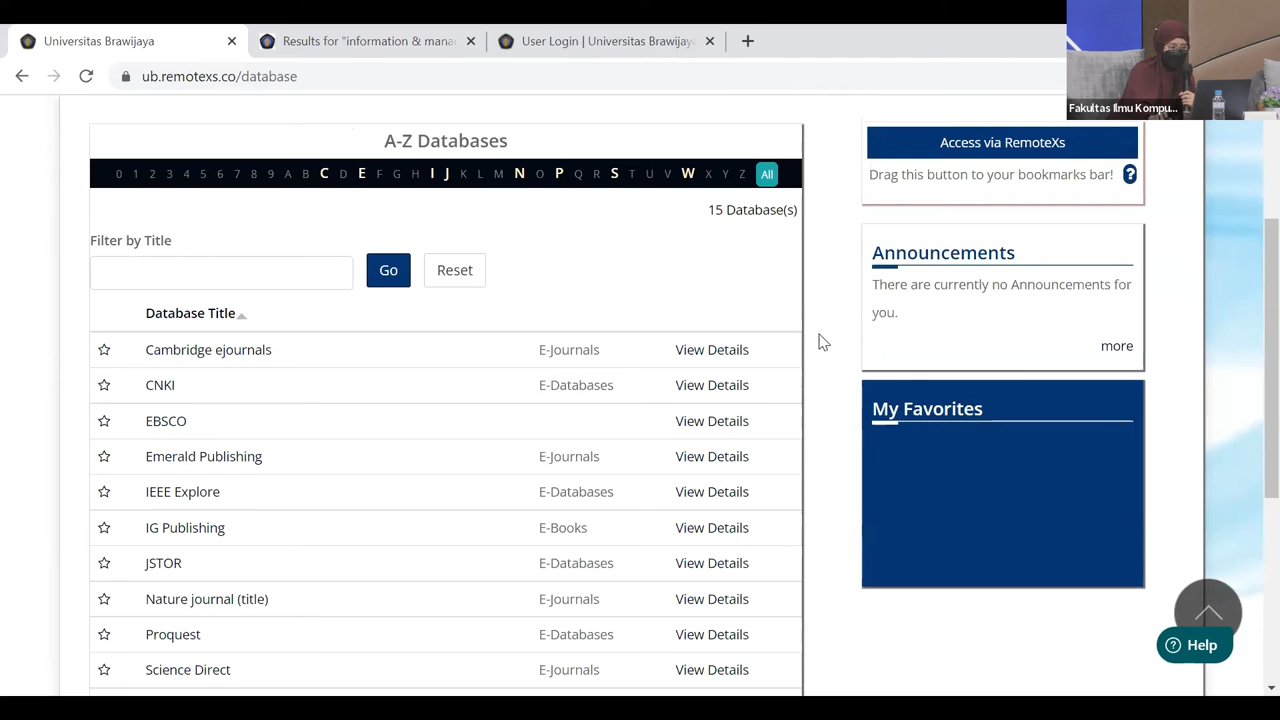 Universitas Brawijaya
Results for "information & mana
User Login | Universitas Brawijaya
ub.remotexs.co/database
Fakultas Ilmu Kompu...
A-Z Databases
0 1 2 3 4 5 6 7 8 9 A B C D E F G H I J K L M N O P Q R S T U V W X Y Z All
15 Database(s)
Filter by Title
Go Reset
Database Title
Cambridge ejournals E-Journals View Details
CNKI E-Databases View Details
EBSCO View Details
Emerald Publishing E-Journals View Details
IEEE Explore E-Databases View Details
IG Publishing E-Books View Details
JSTOR E-Databases View Details
Nature journal (title) E-Journals View Details
Proquest E-Databases View Details
Science Direct E-Journals View Details
Access via RemoteXs
Drag this button to your bookmarks bar! ?
Announcements
There are currently no Announcements for
you.
more
My Favorites
Help